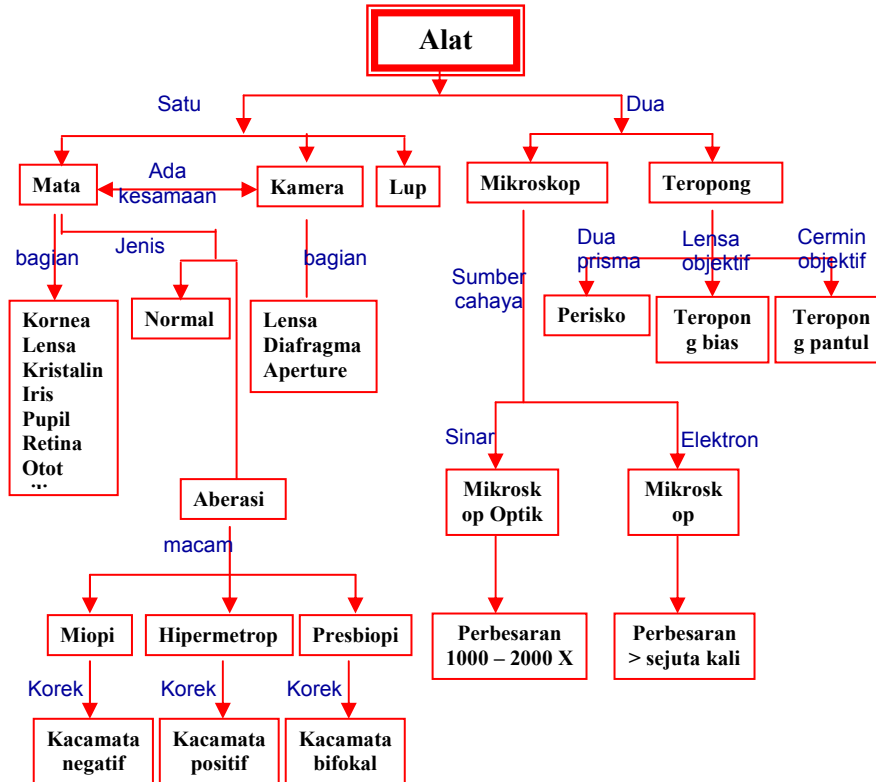 Alat
Satu
Dua
Mata
Ada
kesamaan
Kamera
Lup
Mikroskop
Teropong
bagian
Jenis
bagian
Sumber
cahaya
Dua
prisma
Lensa
objektif
Cermin
objektif
Kornea
Lensa
Kristalin
Iris
Pupil
Retina
Otot
Normal
Lensa
Diafragma
Aperture
Perisko
Teropon
g bias
Teropon
g pantul
Sinar
Elektron
Aberasi
Mikrosk
op Optik
Mikrosk
op
macam
Miopi
Hipermetrop
Presbiopi
Perbesaran
1000 – 2000 X
Perbesaran
> sejuta kali
Korek
Korek
Korek
Kacamata
negatif
Kacamata
positif
Kacamata
bifokal